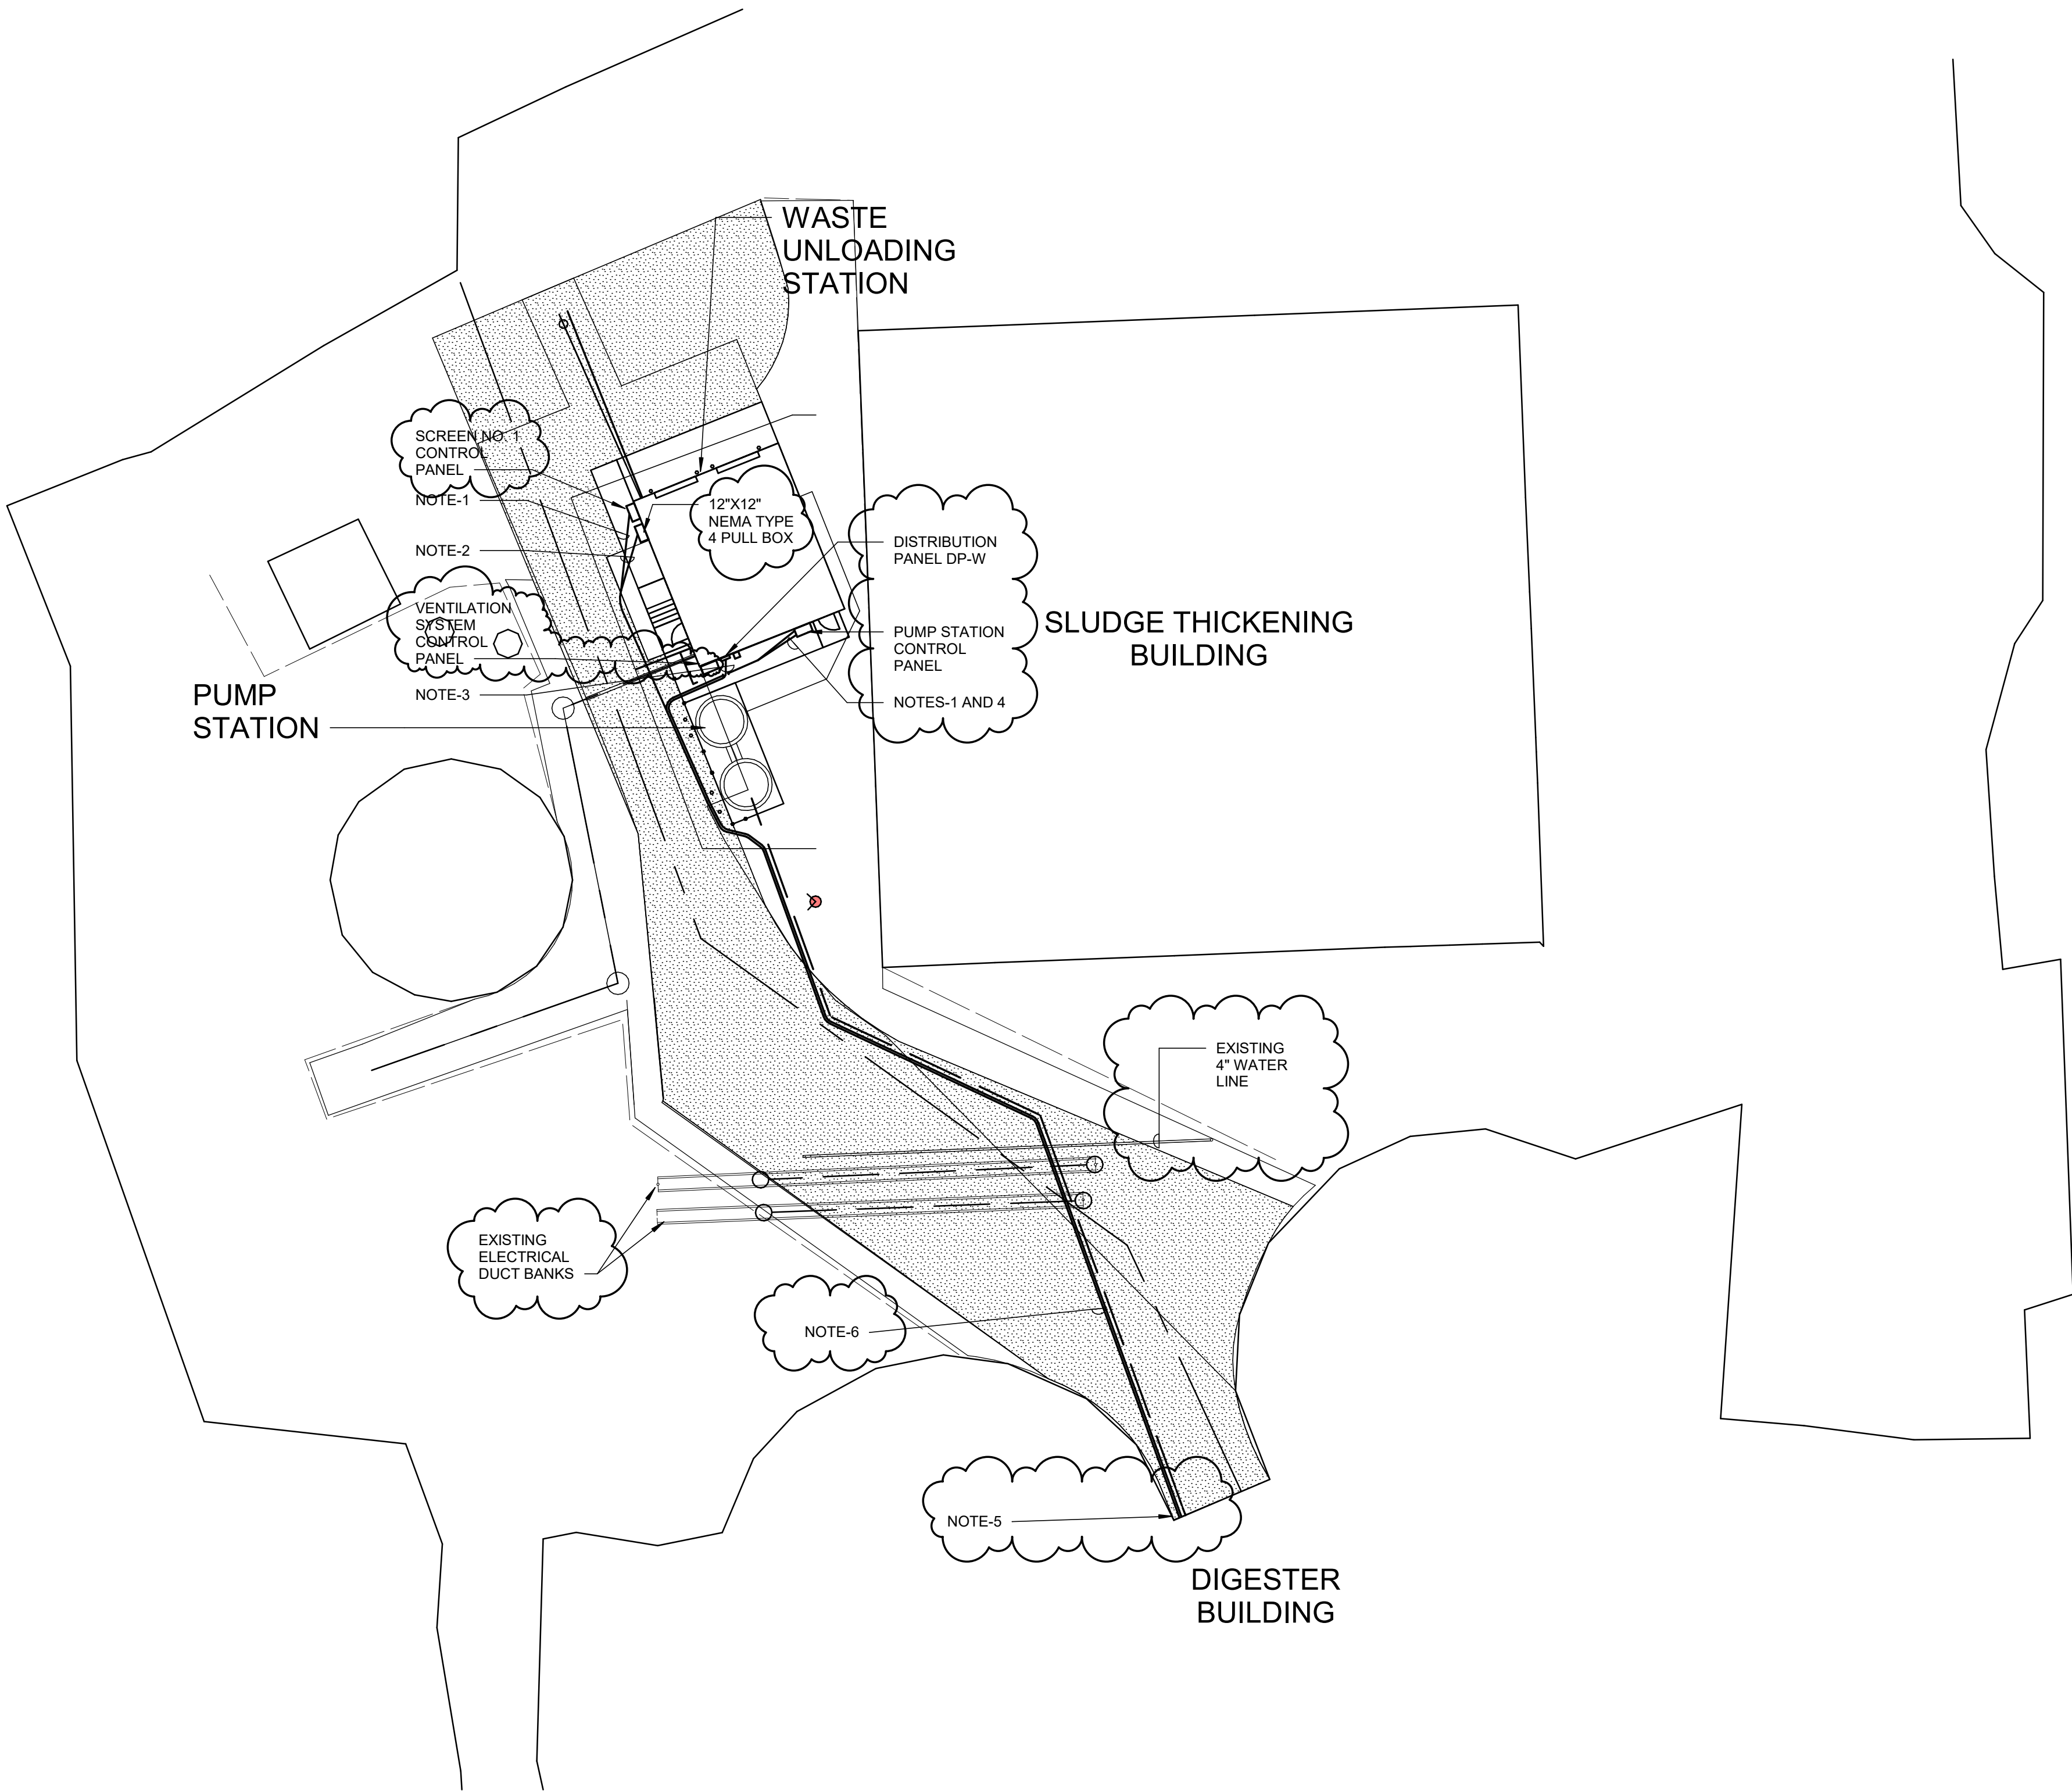 WASTE
UNLOADING
STATION
SCREEN NO. 1
CONTROL
PANEL
NOTE-1
12"X12"
NEMA TYPE
4 PULL BOX
NOTE-2
DISTRIBUTION
PANEL DP-W
VENTILATION
SYSTEM
CONTROL
PANEL
PUMP STATION
CONTROL
PANEL
SLUDGE THICKENING
BUILDING
NOTE-3
NOTES-1 AND 4
PUMP
STATION
EXISTING
4" WATER
LINE
EXISTING
ELECTRICAL
DUCT BANKS
NOTE-6
NOTE-5
DIGESTER
BUILDING